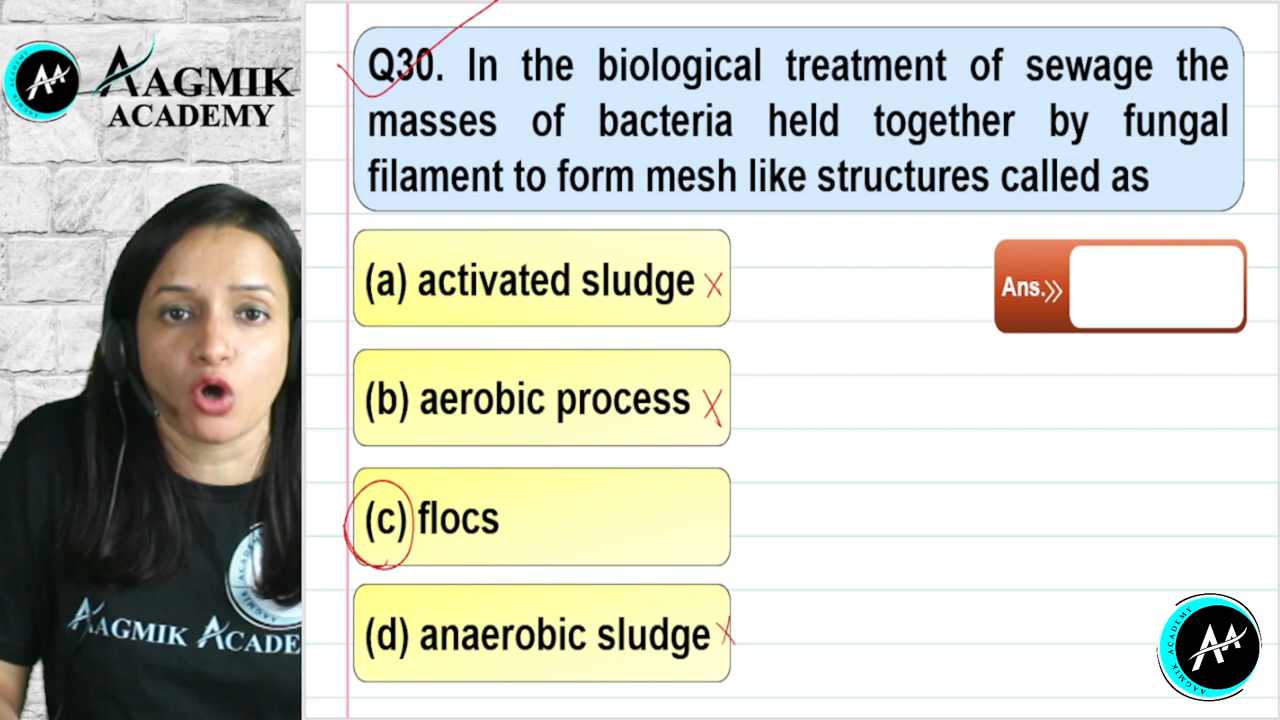 AAGMIK
ACADEMY
Q30. In the biological treatment of sewage the
masses of bacteria held together by fungal
filament to form mesh like structures called as
(a) activated sludge
Ans.
(b) aerobic process
(c) flocs
(d) anaerobic sludge
AAGMIK ACADE